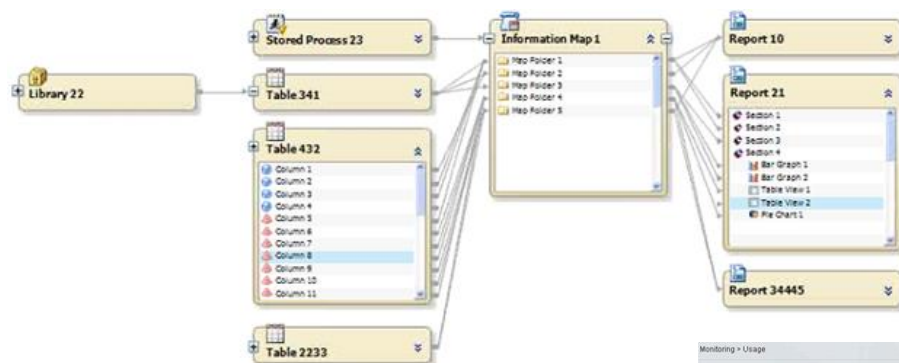 Library 22
Stored Process 23
Table 341
Table 432
Column 1
Column 2
Column 3
Column 4
Column 5
Column 6
Column 7
Column 8
Column 9
Column 10
Column 11
Table 2233
Information Map 1
Map Folder 1
Map Folder 2
Map Folder 3
Map Folder 4
Map Folder 5
Report 10
Report 21
Section 1
Section 2
Section 3
Section 4
Bar Graph 1
Bar Graph 2
Table View 1
Table View 2
Pie Chart 1
Report 34445
Monitoring > Usage